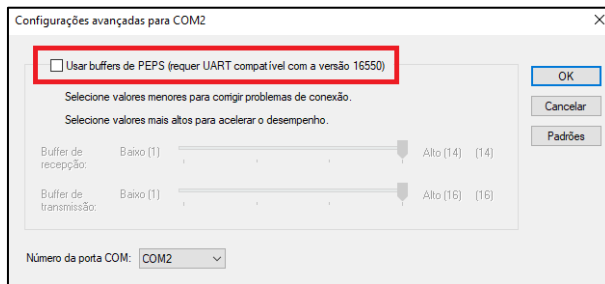 Configurações avançadas para COM2
Usar buffers de PEPS (requer UART compatível com a versão 16550)
OK
Selecione valores menores para corrigir problemas de conexão.
Cancelar
Selecione valores mais altos para acelerar o desempenho.
Padrões
Buffer de recepção: Baixo (1) Alto (14) (14)
Buffer de transmissão: Baixo (1) Alto (16) (16)
Número da porta COM: COM2